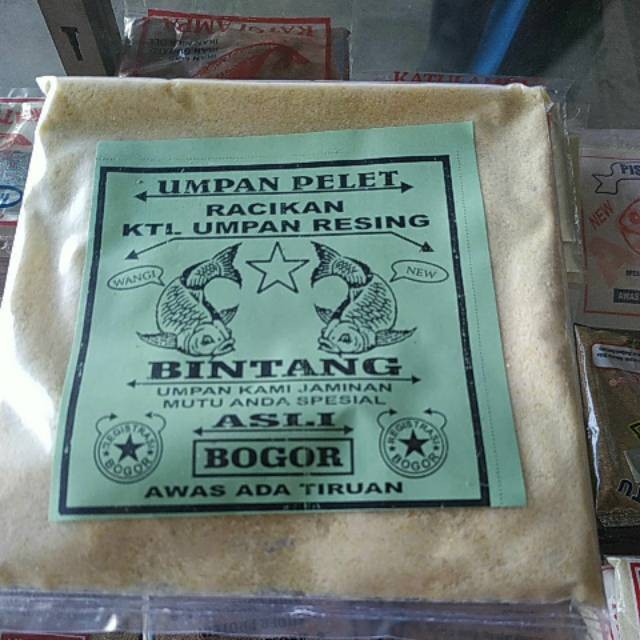 UMPAN PELET
RACIKAN
KTL UMPAN RESING
WANGI
NEW
BINTANG
UMPAN KAMI JAMINAN
MUTU ANDA SPESIAL
ASLI
REGISTRASI BOGOR
REGISTRASI BOGOR
BOGOR
AWAS ADA TIRUAN
NEW